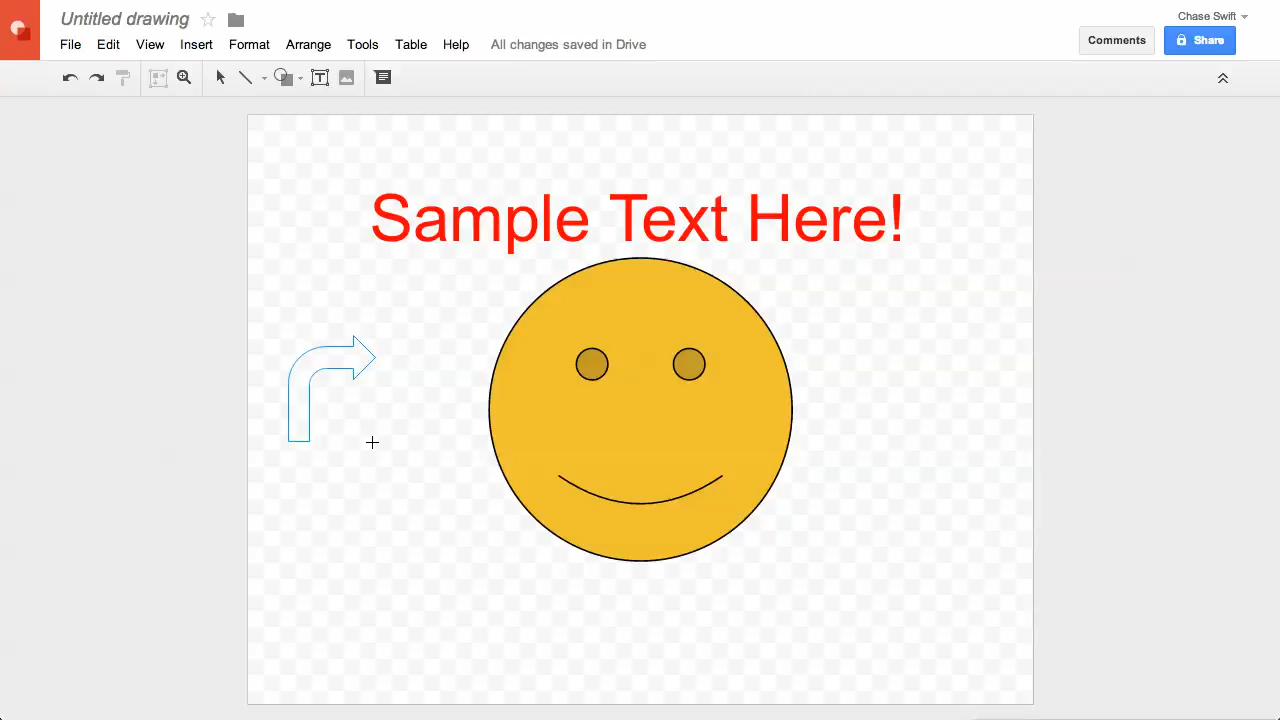 Untitled drawing
Chase Swift
File Edit View Insert Format Arrange Tools Table Help All changes saved in Drive
Comments Share
Sample Text Here!